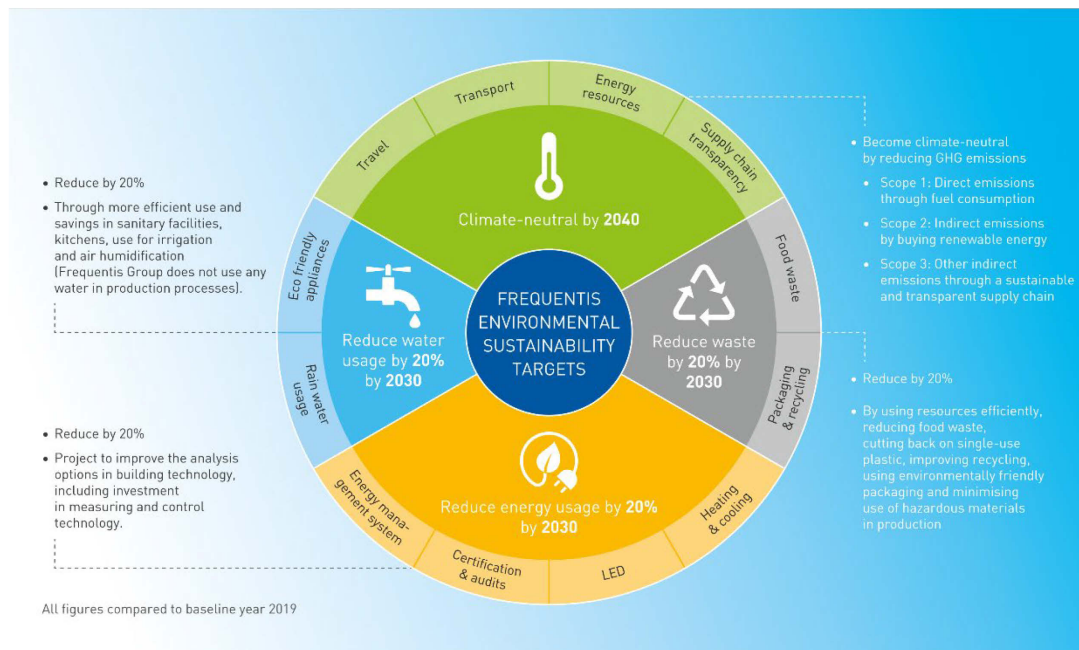 Travel
Transport
Energy
resources
Supply chain
transparency
Climate-neutral by 2040
• Become climate-neutral
by reducing GHG emissions
• Scope 1: Direct emissions
through fuel consumption
• Scope 2: Indirect emissions
by buying renewable energy
• Scope 3: Other indirect
emissions through a sustainable
and transparent supply chain
• Reduce by 20%
• Through more efficient use and
savings in sanitary facilities,
kitchens, use for irrigation
and air humidification
(Frequentis Group does not use any
water in production processes).
Eco friendly
appliances
Rain water
usage
Reduce water
usage by 20%
by 2030
FREQUENTIS
ENVIRONMENTAL
SUSTAINABILITY
TARGETS
Reduce waste
by 20% by
2030
Food waste
Packaging
& recycling
• Reduce by 20%
• By using resources efficiently,
reducing food waste,
cutting back on single-use
plastic, improving recycling,
using environmentally friendly
packaging and minimising
use of hazardous materials
in production
• Reduce by 20%
• Project to improve the analysis
options in building technology,
including investment
in measuring and control
technology.
Reduce energy usage by 20%
by 2030
Energy mana-
gement system
Certification
& audits
LED
Heating
& cooling
All figures compared to baseline year 2019